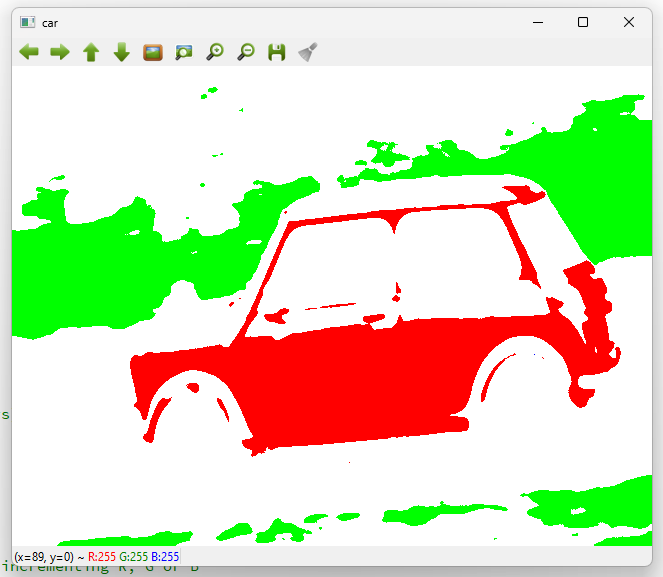 car
s
(x=89, y=0) ~ R:255 G:255 B:255
incrementing R, G or B